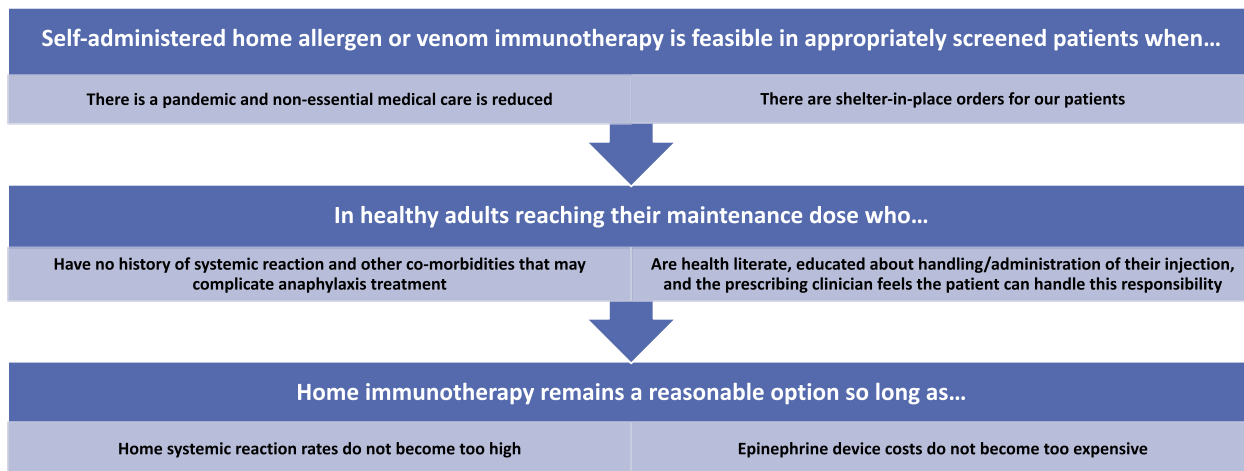 Self-administered home allergen or venom immunotherapy is feasible in appropriately screened patients when…
There is a pandemic and non-essential medical care is reduced
There are shelter-in-place orders for our patients
In healthy adults reaching their maintenance dose who…
Have no history of systemic reaction and other co-morbidities that may
complicate anaphylaxis treatment
Are health literate, educated about handling/administration of their injection,
and the prescribing clinician feels the patient can handle this responsibility
Home immunotherapy remains a reasonable option so long as…
Home systemic reaction rates do not become too high
Epinephrine device costs do not become too expensive